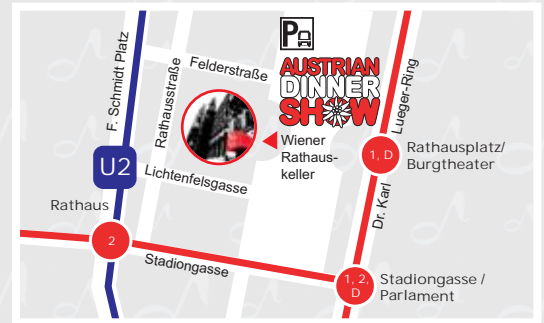 P
AUSTRIAN
DINNER
SHOW
F. Schmidt Platz
Rathausstraße
Felderstraße
Dr. Karl Lueger-Ring
Wiener
Rathaus-
keller
1, D
Rathausplatz/
Burgtheater
U2
Lichtenfelsgasse
Rathaus
2
Stadiongasse
1, 2,
D
Stadiongasse /
Parlament